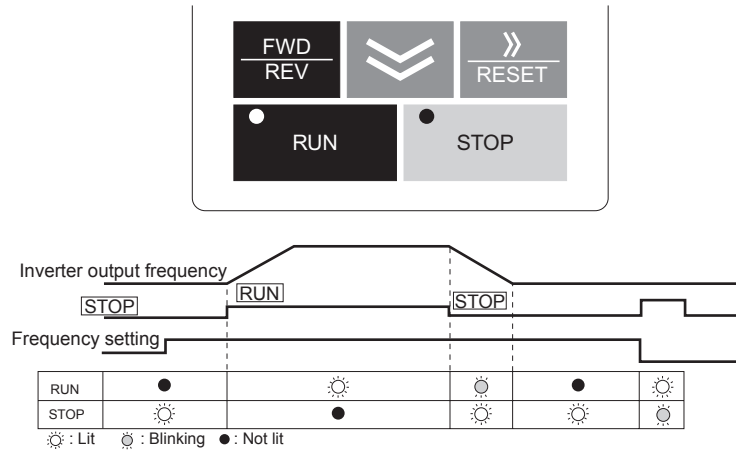 FWD
REV
RESET
RUN
STOP
Inverter output frequency
STOP
RUN
STOP
Frequency setting
RUN
STOP
: Lit : Blinking : Not lit